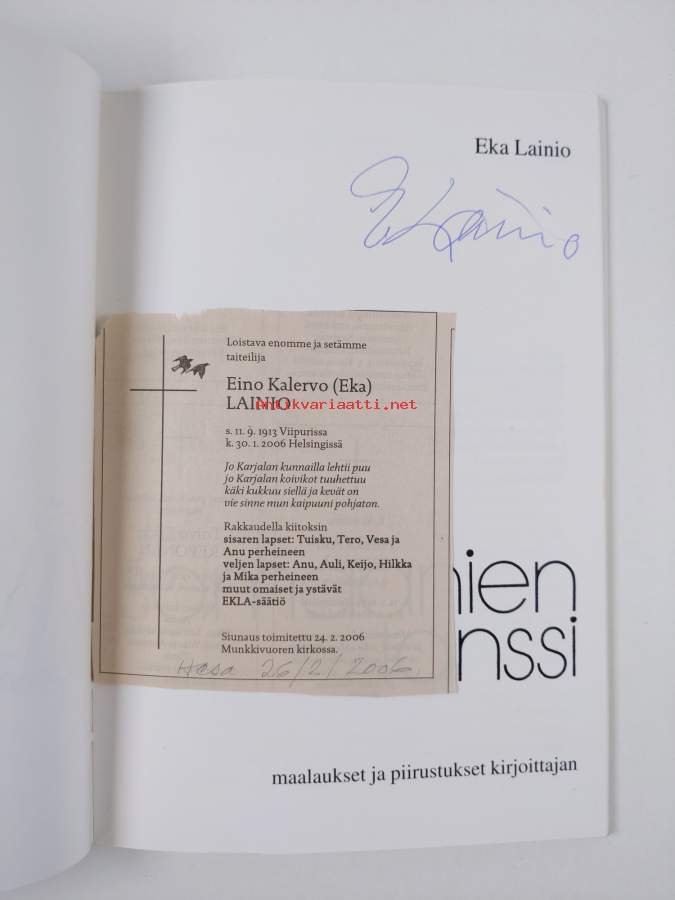 Eka Lainio
E Lainio
Loistava enomme ja setämme
taiteilija
Eino Kalervo (Eka)
LAINIO
antikvariaatti.net
s. 11. 9. 1913 Viipurissa
k. 30. 1. 2006 Helsingissä
Jo Karjalan kunnailla lehtii puu
jo Karjalan koivikot tuuhettuu
käki kukkuu siellä ja kevät on
vie sinne mun kaipuuni pohjaton.
Rakkaudella kiitoksin
sisaren lapset: Tuisku, Tero, Vesa ja
Anu perheineen
veljen lapset: Anu, Auli, Keijo, Hilkka
ja Mika perheineen
muut omaiset ja ystävät
EKLA-säätiö
Siunaus toimitettu 24. 2. 2006
Munkkivuoren kirkossa.
Hesa 26/2/2006
hien
nssi
maalaukset ja piirustukset kirjoittajan